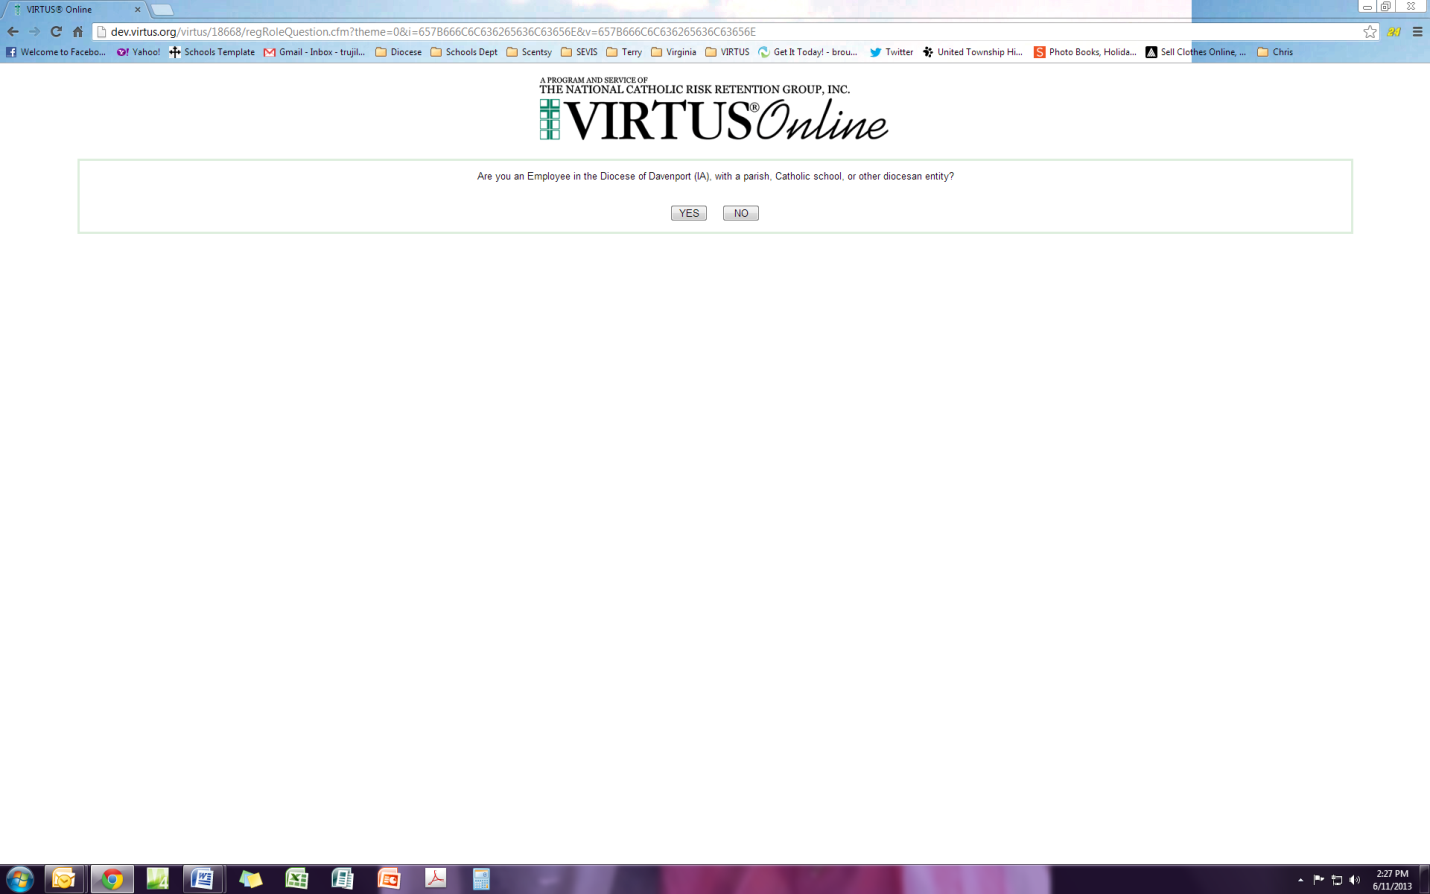 VIRTUS® Online
dev.virtus.org/virtus/18668/regRoleQuestion.cfm?theme=0&i=657B666C6C636265636C63656E&v=657B666C6C636265636C63656E
24
Welcome to Facebo... Yahoo! Schools Template Gmail - Inbox - trujil... Diocese Schools Dept Scentsy SEVIS Terry Virginia VIRTUS Get It Today! - brou... Twitter United Township Hi... Photo Books, Holida... Sell Clothes Online, ... Chris
A PROGRAM AND SERVICE OF
THE NATIONAL CATHOLIC RISK RETENTION GROUP, INC.
VIRTUS® Online
Are you an Employee in the Diocese of Davenport (IA), with a parish, Catholic school, or other diocesan entity?
YES NO
2:27 PM
6/11/2013